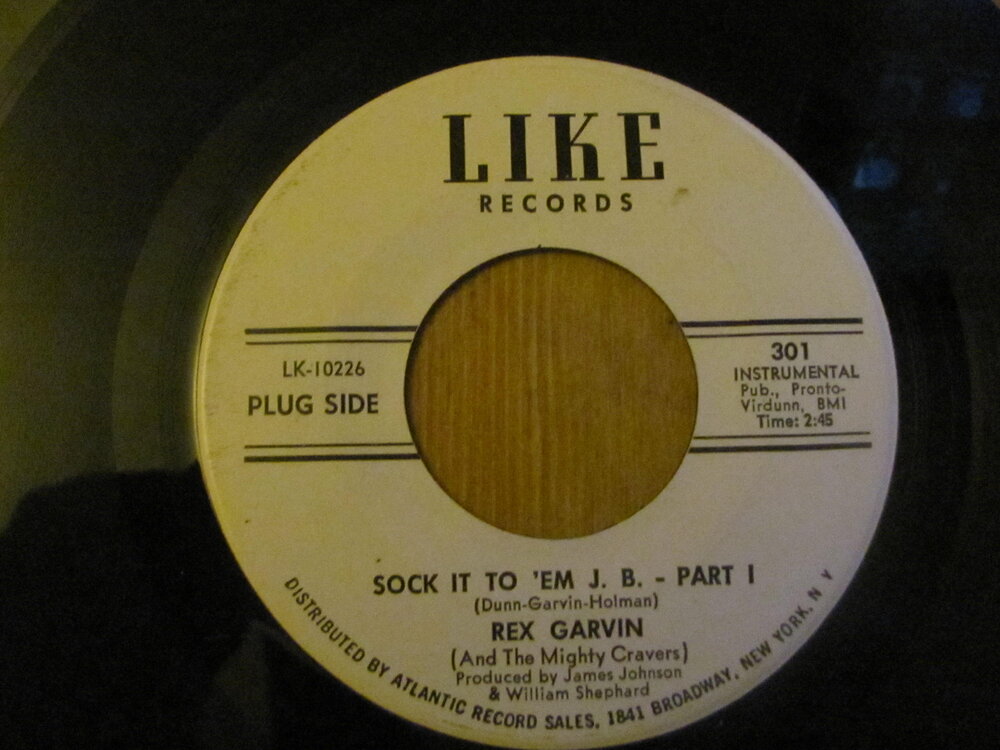 LIKE
RECORDS
LK-10226
PLUG SIDE
301
INSTRUMENTAL
Pub., Pronto-
Virdunn, BMI
Time: 2:45
SOCK IT TO 'EM J. B. - PART I
(Dunn-Garvin-Holman)
REX GARVIN
(And The Mighty Cravers)
Produced by James Johnson
& William Shephard
DISTRIBUTED BY ATLANTIC RECORD SALES, 1841 BROADWAY, NEW YORK, N Y